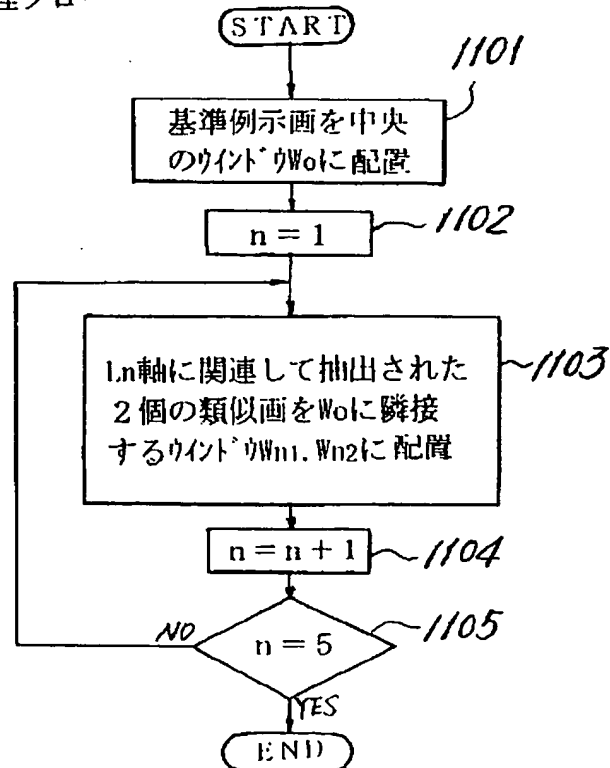 START
1101
基準例示画を中央
のウインドウWoに配置
n = 1
1102
Ln軸に関連して抽出された
2個の類似画をWoに隣接
するウインドウWn1. Wn2に配置
1103
n = n + 1
1104
n = 5
1105
NO
YES
END